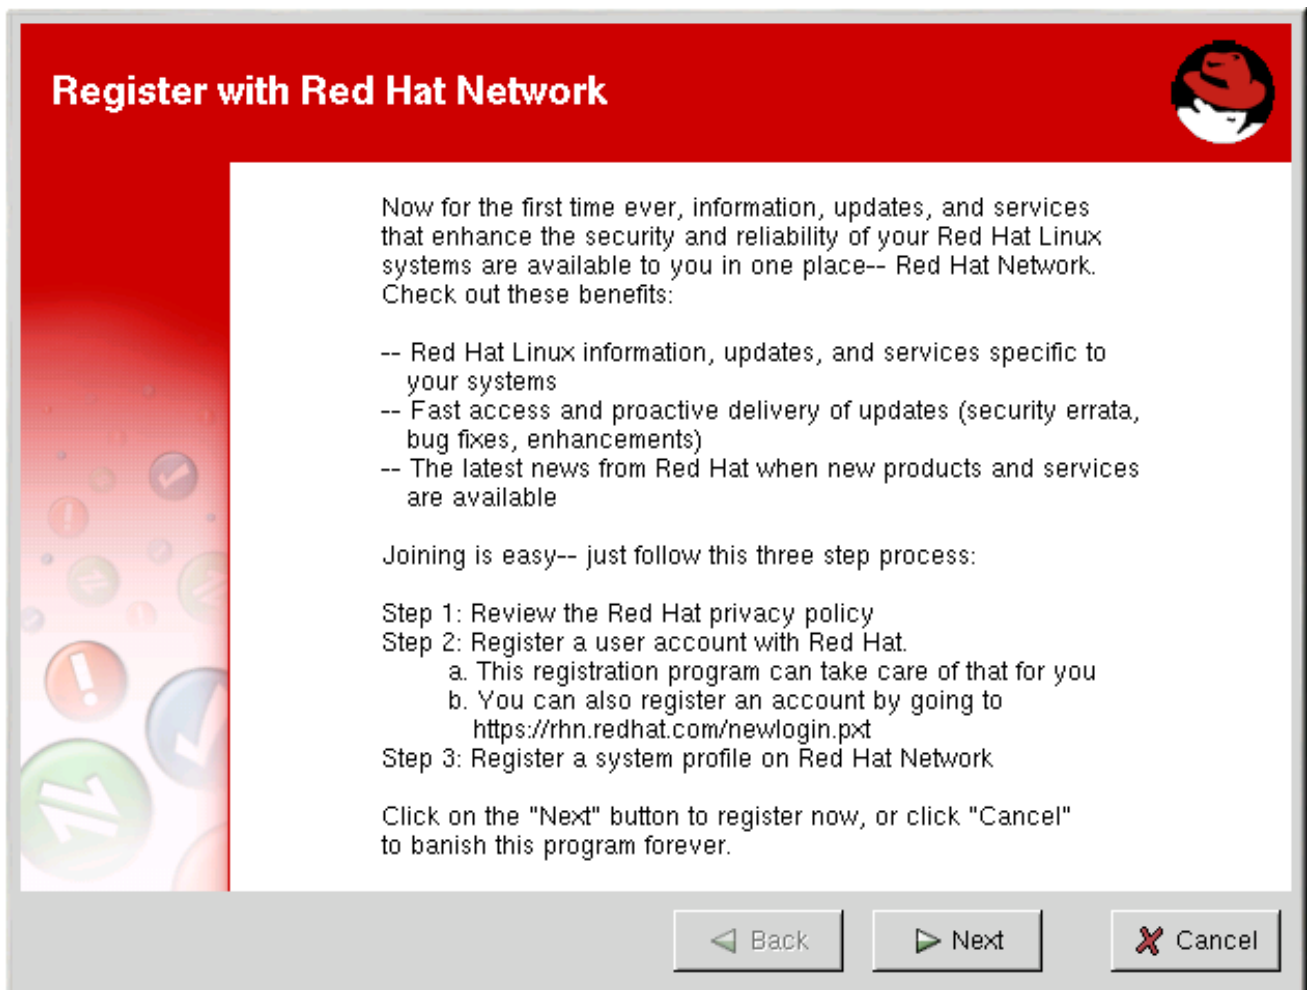 Register with Red Hat Network
Now for the first time ever, information, updates, and services
that enhance the security and reliability of your Red Hat Linux
systems are available to you in one place-- Red Hat Network.
Check out these benefits:
-- Red Hat Linux information, updates, and services specific to
your systems
-- Fast access and proactive delivery of updates (security errata,
bug fixes, enhancements)
-- The latest news from Red Hat when new products and services
are available
Joining is easy-- just follow this three step process:
Step 1: Review the Red Hat privacy policy
Step 2: Register a user account with Red Hat.
a. This registration program can take care of that for you
b. You can also register an account by going to
https://rhn.redhat.com/newlogin.pxt
Step 3: Register a system profile on Red Hat Network
Click on the "Next" button to register now, or click "Cancel"
to banish this program forever.
Back
Next
Cancel